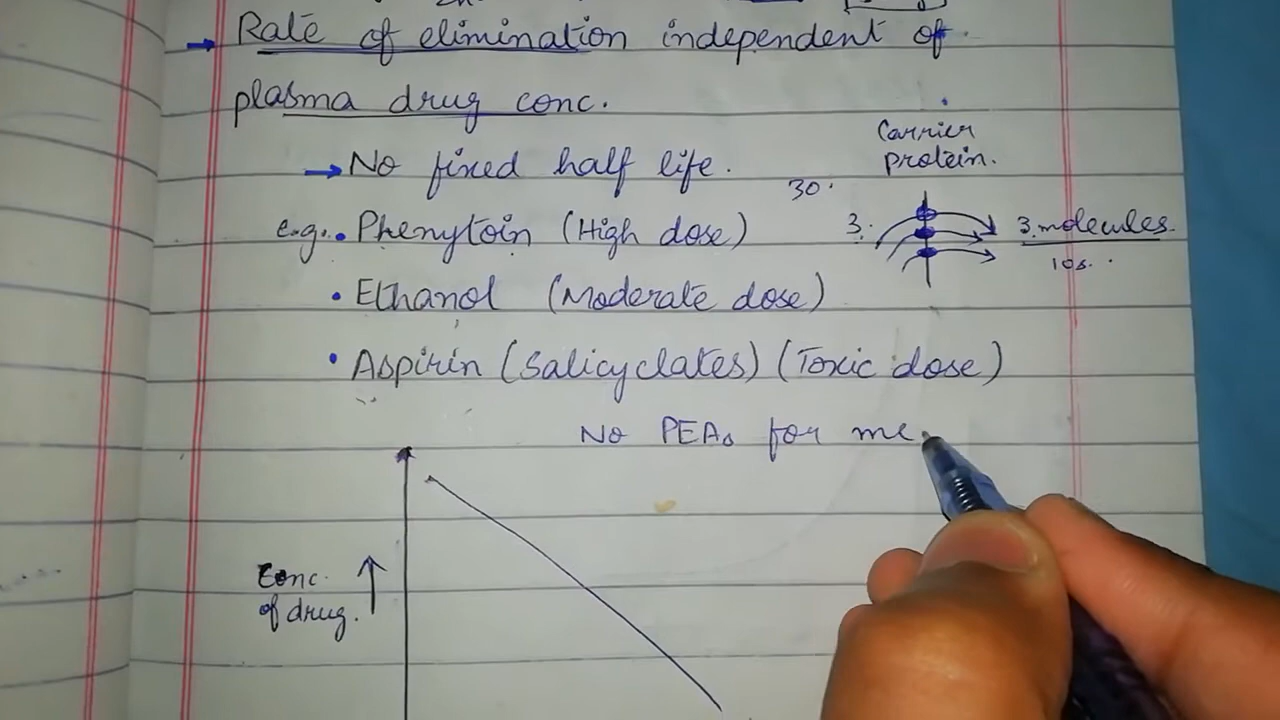 Rate of elimination independent of
plasma drug conc.
→ No fixed half life.
e.g. • Phenytoin (High dose)
• Ethanol (Moderate dose)
• Aspirin (Salicyclates) (Toxic dose)
Carrier
protein.
30.
3.
3 molecules.
10s.
No PEAs for me
Conc.
of drug.